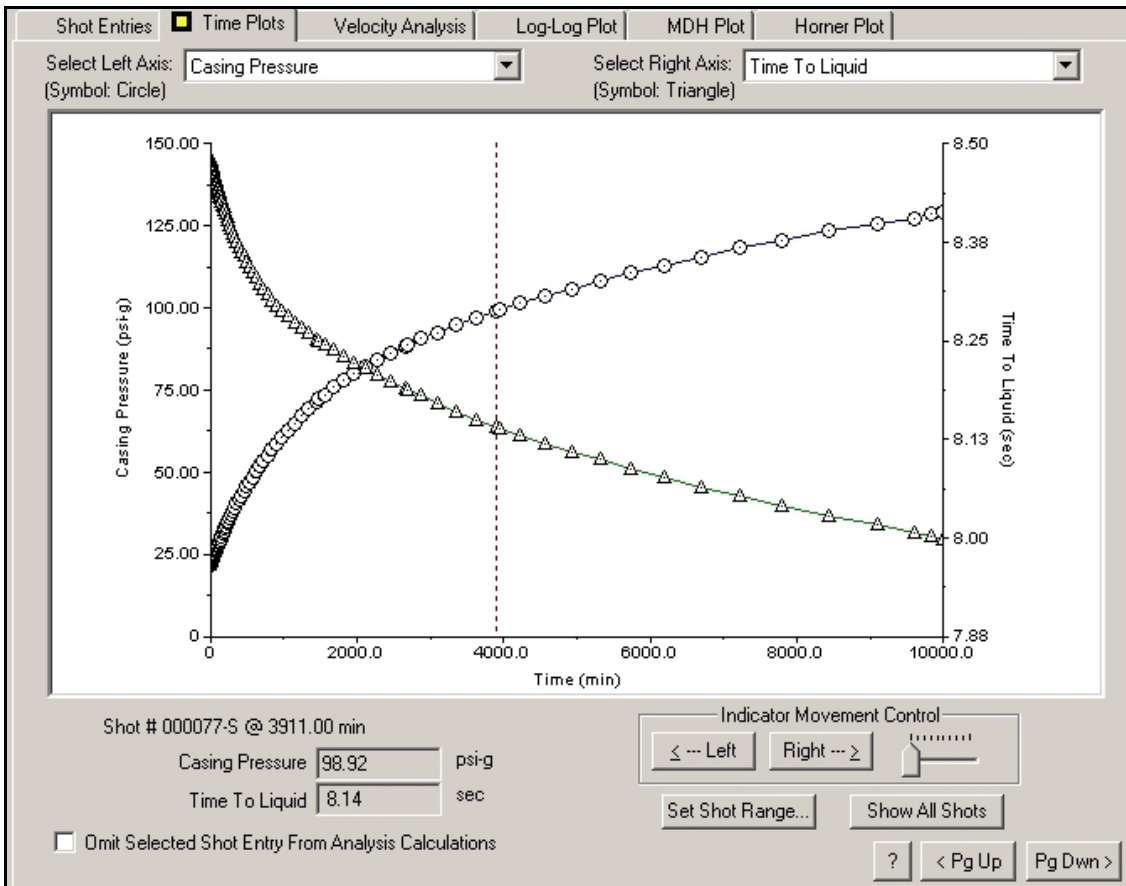 Shot Entries Time Plots Velocity Analysis Log-Log Plot MDH Plot Horner Plot
Select Left Axis: Casing Pressure Select Right Axis: Time To Liquid
(Symbol: Circle) (Symbol: Triangle)
150.00 8.50
125.00
8.38
100.00
8.25
75.00
8.13
50.00
25.00 8.00
0 7.88
Casing Pressure (psi-g)
Time To Liquid (sec)
0 2000.0 4000.0 6000.0 8000.0 10000.0
Time (min)
Shot # 000077-S @ 3911.00 min
Casing Pressure 98.92 psi-g
Time To Liquid 8.14 sec
Omit Selected Shot Entry From Analysis Calculations
Indicator Movement Control
< --- Left Right --- >
Set Shot Range... Show All Shots
? < Pg Up Pg Dwn >